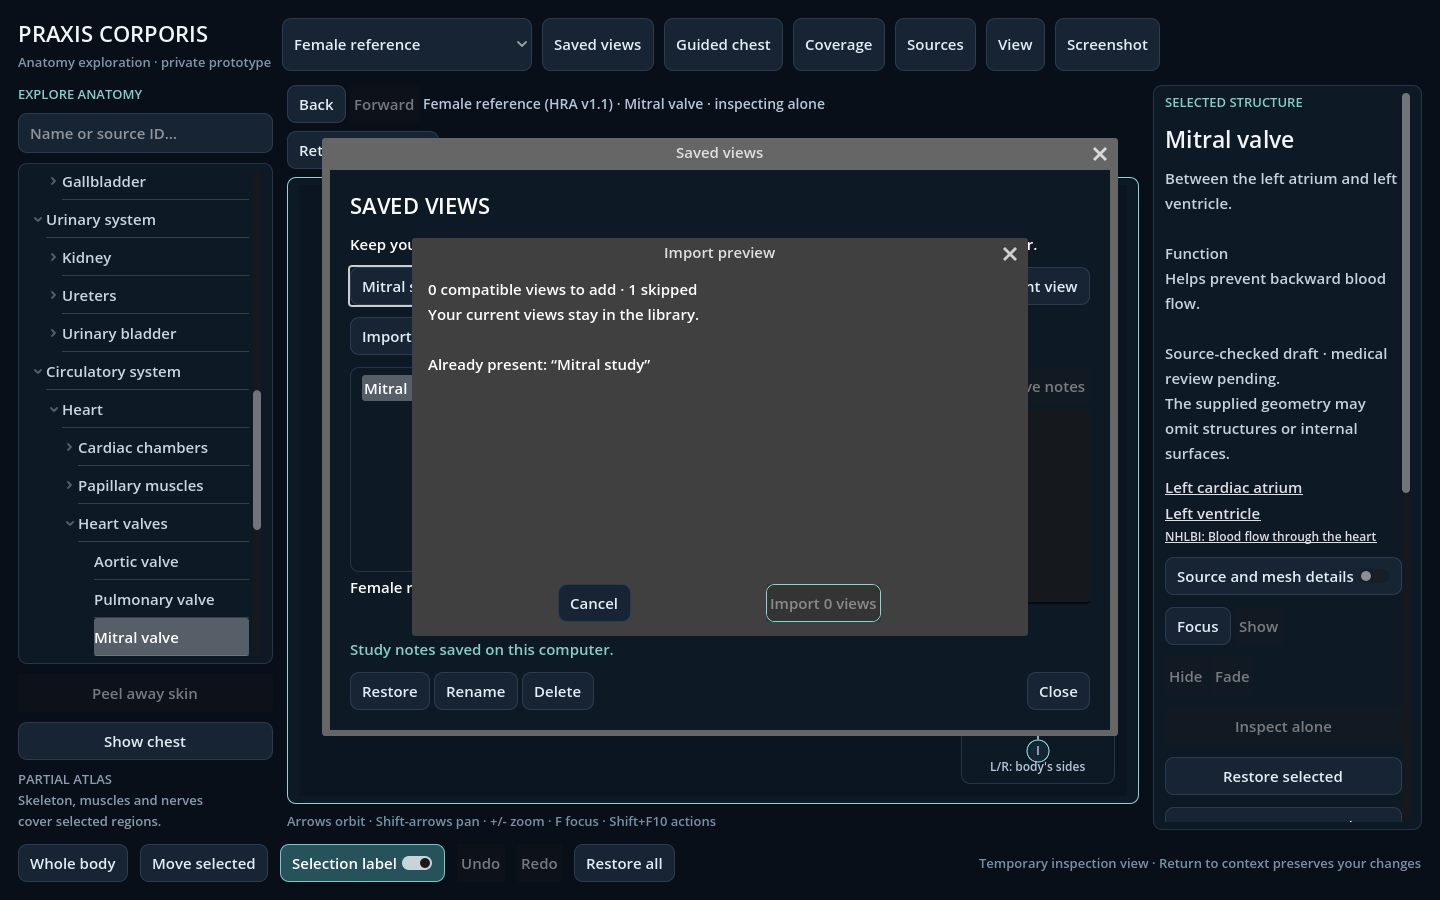 PRAXIS CORPORIS
Anatomy exploration · private prototype
Female reference
Saved views
Guided chest
Coverage
Sources
View
Screenshot
EXPLORE ANATOMY
Name or source ID...
Gallbladder
Urinary system
Kidney
Ureters
Urinary bladder
Circulatory system
Heart
Cardiac chambers
Papillary muscles
Heart valves
Aortic valve
Pulmonary valve
Mitral valve
Peel away skin
Show chest
PARTIAL ATLAS
Skeleton, muscles and nerves
cover selected regions.
Back
Forward
Female reference (HRA v1.1) · Mitral valve · inspecting alone
Ret
Saved views
SAVED VIEWS
Keep you
r.
Mitral s
nt view
Import
Mitral
ve notes
Female r
Import preview
0 compatible views to add · 1 skipped
Your current views stay in the library.
Already present: “Mitral study”
Cancel
Import 0 views
Study notes saved on this computer.
Restore
Rename
Delete
Close
I
L/R: body's sides
Arrows orbit · Shift-arrows pan · +/- zoom · F focus · Shift+F10 actions
SELECTED STRUCTURE
Mitral valve
Between the left atrium and left
ventricle.
Function
Helps prevent backward blood
flow.
Source-checked draft · medical
review pending.
The supplied geometry may
omit structures or internal
surfaces.
Left cardiac atrium
Left ventricle
NHLBI: Blood flow through the heart
Source and mesh details
Focus
Show
Hide
Fade
Inspect alone
Restore selected
Whole body
Move selected
Selection label
Undo
Redo
Restore all
Temporary inspection view · Return to context preserves your changes